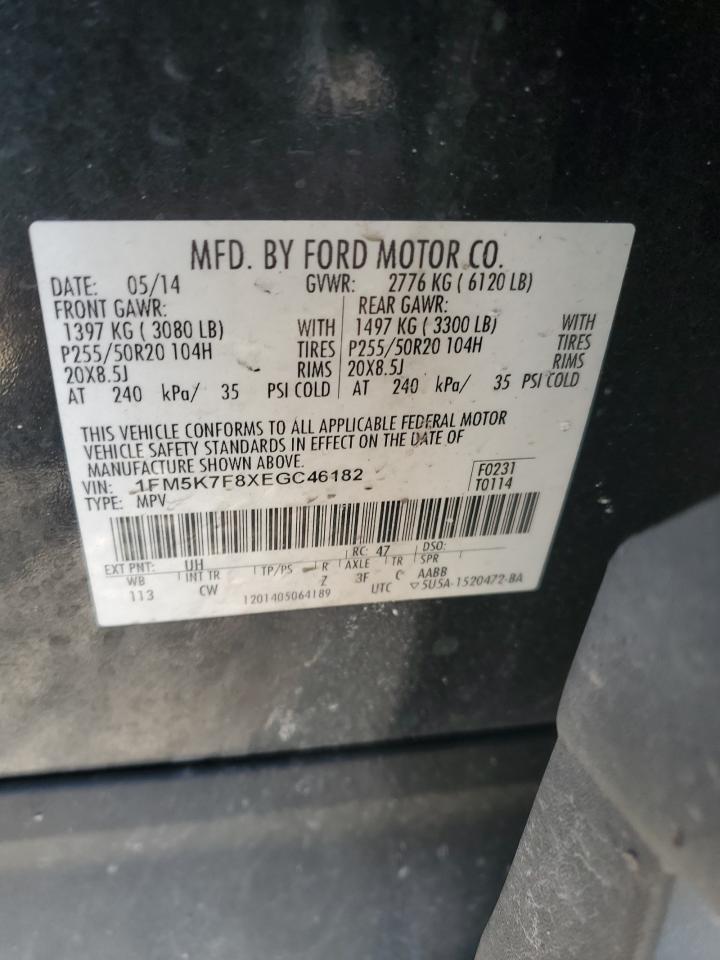 MFD. BY FORD MOTOR CO.
DATE: 05/14 GVWR: 2776 KG ( 6120 LB)
FRONT GAWR: REAR GAWR:
1397 KG ( 3080 LB) WITH 1497 KG ( 3300 LB) WITH
P255/50R20 104H TIRES P255/50R20 104H TIRES
20X8.5J RIMS 20X8.5J RIMS
AT 240 kPa/ 35 PSI COLD AT 240 kPa/ 35 PSI COLD
THIS VEHICLE CONFORMS TO ALL APPLICABLE FEDERAL MOTOR
VEHICLE SAFETY STANDARDS IN EFFECT ON THE DATE OF
MANUFACTURE SHOWN ABOVE.
VIN: 1FM5K7F8XEGC46182 F0231
TYPE: MPV T0114
EXT PNT: UH RC: 47 DSO:
WB INT TR TP/PS R AXLE TR SPR
113 CW Z 3F C AABB
1201405064189 UTC ▽5U5A-1520472-BA